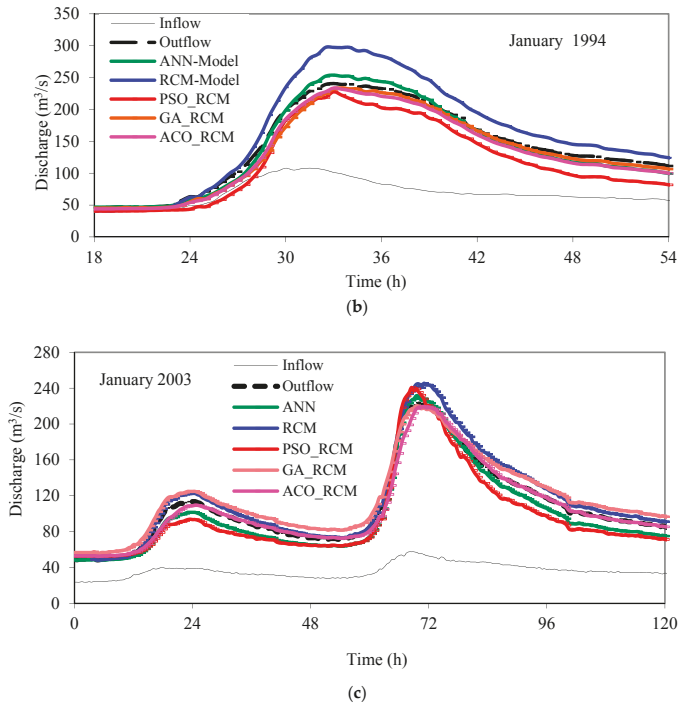 Discharge (m³/s)
350
300
250
200
150
100
50
0
Inflow
Outflow
ANN-Model
RCM-Model
PSO_RCM
GA_RCM
ACO_RCM
January 1994
18
24
30
36
42
48
54
Time (h)
(b)
Discharge (m³/s)
280
240
200
160
120
80
40
0
January 2003
Inflow
Outflow
ANN
RCM
PSO_RCM
GA_RCM
ACO_RCM
0
24
48
72
96
120
Time (h)
(c)